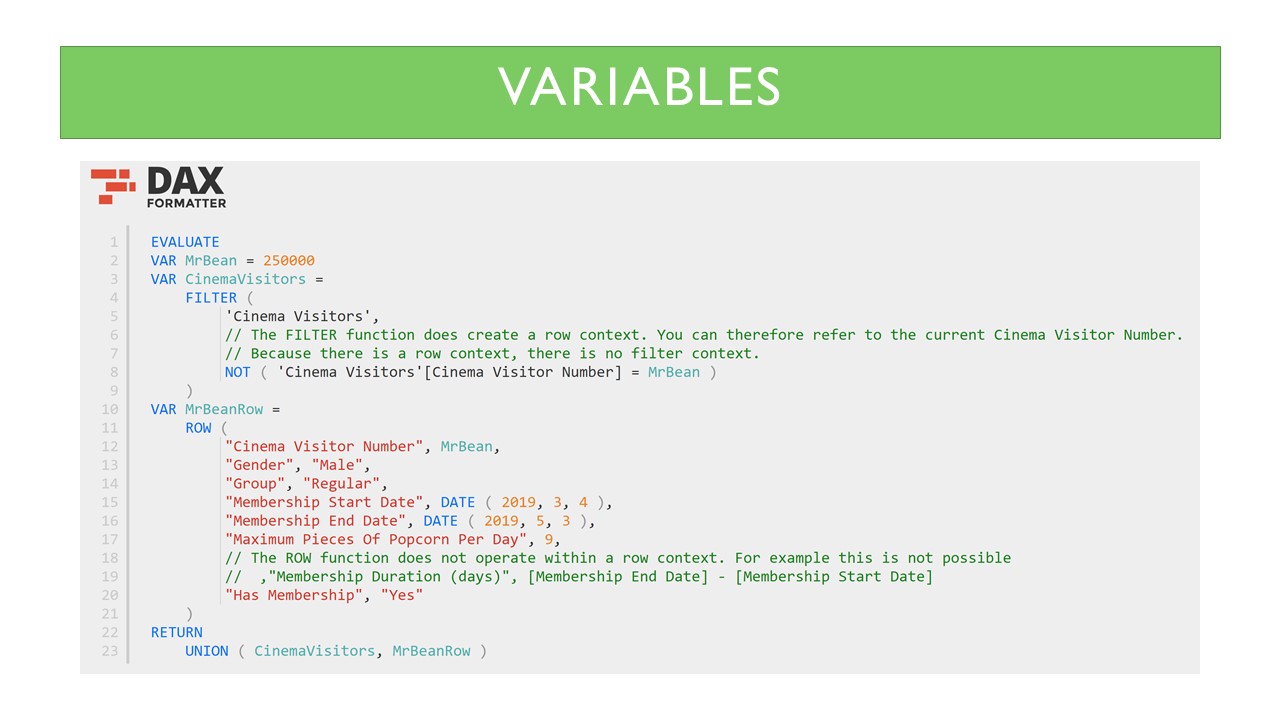 VARIABLES
DAX
FORMATTER
1 EVALUATE
2 VAR MrBean = 250000
3 VAR CinemaVisitors =
4 FILTER (
5 'Cinema Visitors',
6 // The FILTER function does create a row context. You can therefore refer to the current Cinema Visitor Number.
7 // Because there is a row context, there is no filter context.
8 NOT ( 'Cinema Visitors'[Cinema Visitor Number] = MrBean )
9 )
10 VAR MrBeanRow =
11 ROW (
12 "Cinema Visitor Number", MrBean,
13 "Gender", "Male",
14 "Group", "Regular",
15 "Membership Start Date", DATE ( 2019, 3, 4 ),
16 "Membership End Date", DATE ( 2019, 5, 3 ),
17 "Maximum Pieces Of Popcorn Per Day", 9,
18 // The ROW function does not operate within a row context. For example this is not possible
19 //  ,"Membership Duration (days)", [Membership End Date] - [Membership Start Date]
20 "Has Membership", "Yes"
21 )
22 RETURN
23 UNION ( CinemaVisitors, MrBeanRow )